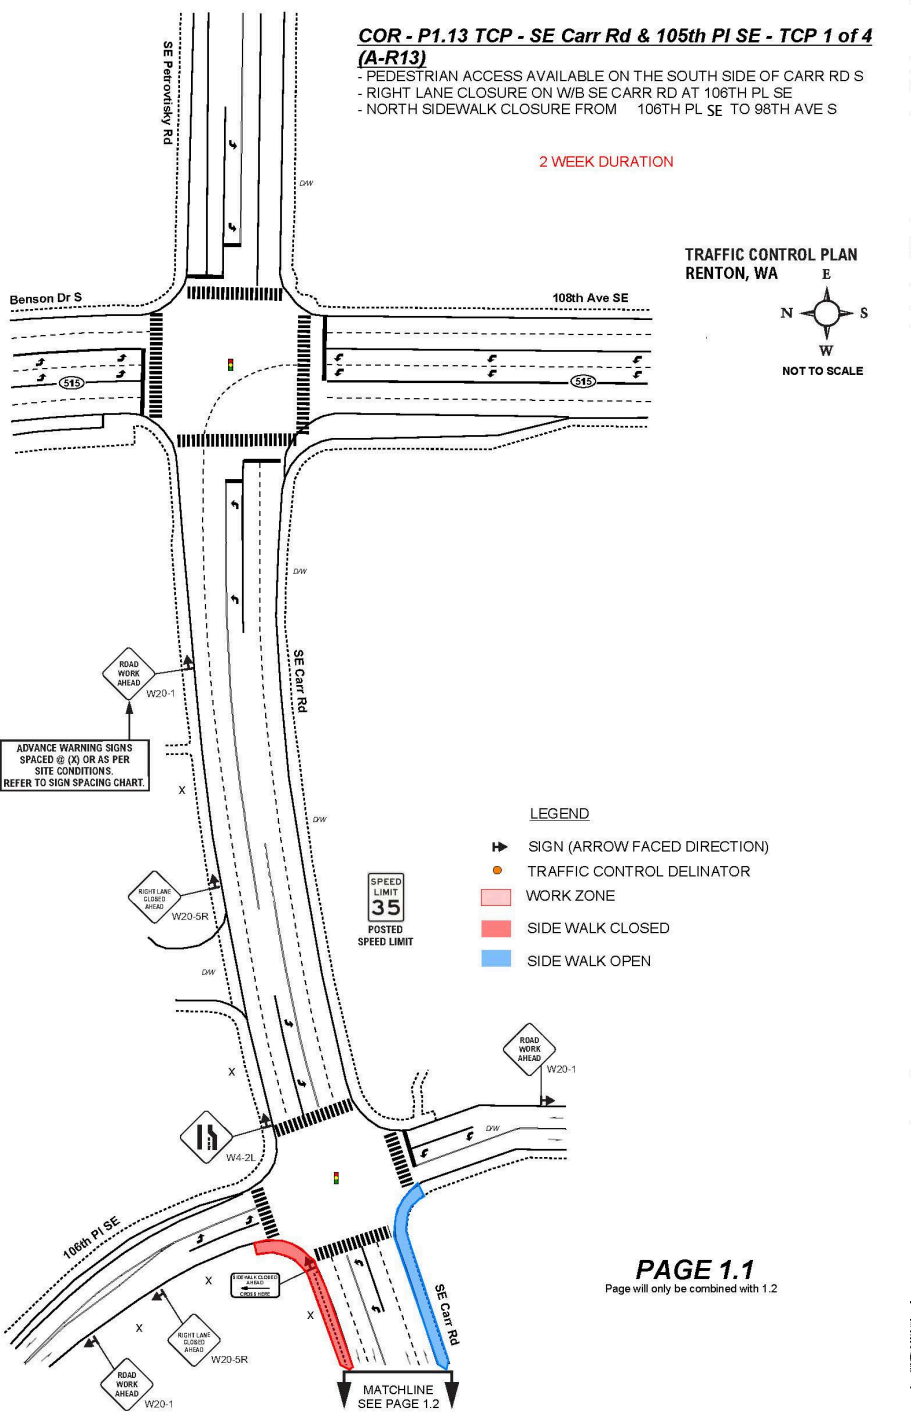 COR - P1.13 TCP - SE Carr Rd & 105th Pl SE - TCP 1 of 4
(A-R13)
- PEDESTRIAN ACCESS AVAILABLE ON THE SOUTH SIDE OF CARR RD S
- RIGHT LANE CLOSURE ON W/B SE CARR RD AT 106TH PL SE
- NORTH SIDEWALK CLOSURE FROM 106TH PL SE TO 98TH AVE S
2 WEEK DURATION
SE Petrovtisky Rd
D/W
TRAFFIC CONTROL PLAN
RENTON, WA
E
N
S
W
NOT TO SCALE
Benson Dr S
108th Ave SE
515
515
D/W
SE Carr Rd
ROAD
WORK
AHEAD
W20-1
ADVANCE WARNING SIGNS
SPACED @ (X) OR AS PER
SITE CONDITIONS.
REFER TO SIGN SPACING CHART.
X
D/W
RIGHT LANE
CLOSED
AHEAD
W20-5R
D/W
SPEED
LIMIT
35
POSTED
SPEED LIMIT
LEGEND
SIGN (ARROW FACED DIRECTION)
TRAFFIC CONTROL DELINATOR
WORK ZONE
SIDE WALK CLOSED
SIDE WALK OPEN
X
ROAD
WORK
AHEAD
W20-1
W4-2L
D/W
106th Pl SE
SIDEWALK CLOSED
AHEAD
CROSS HERE
X
X
X
SE Carr Rd
RIGHT LANE
CLOSED
AHEAD
W20-5R
ROAD
WORK
AHEAD
W20-1
MATCHLINE
SEE PAGE 1.2
PAGE 1.1
Page will only be combined with 1.2